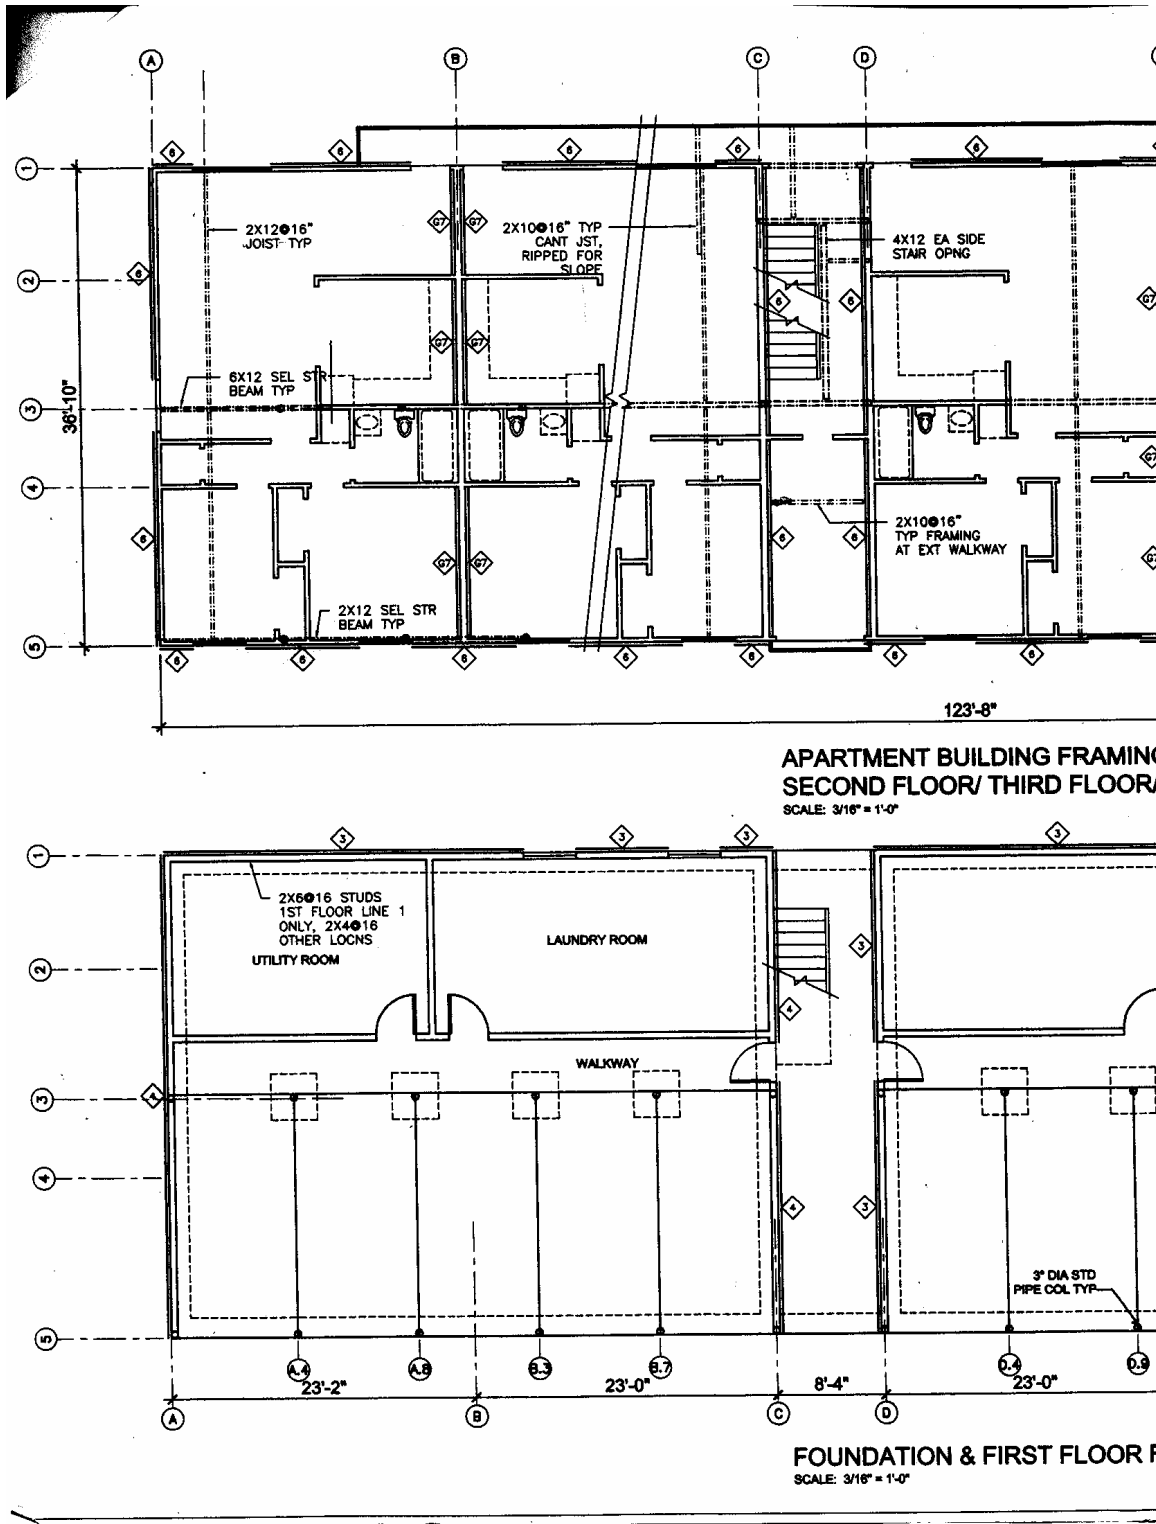 A
B
C
D
6
6
6
6
6
1
2X12@16"
JOIST TYP
G7
G7
2X10@16" TYP
CANT JST,
RIPPED FOR
SLOPE
4X12 EA SIDE
STAIR OPNG
6
2
6
6
G7
G7
G7
6X12 SEL STR
BEAM TYP
3
36'-10"
4
G7
2X10@16"
TYP FRAMING
AT EXT WALKWAY
6
6
6
G7
G7
G7
2X12 SEL STR
BEAM TYP
5
6
6
6
6
6
6
6
123'-8"
APARTMENT BUILDING FRAMING
SECOND FLOOR/ THIRD FLOOR/
SCALE: 3/16" = 1'-0"
3
3
3
3
1
2X6@16 STUDS
1ST FLOOR LINE 1
ONLY, 2X4@16
OTHER LOCNS
UTILITY ROOM
LAUNDRY ROOM
3
2
4
WALKWAY
4
3
4
4
3
3" DIA STD
PIPE COL TYP
5
A.4
A.8
B.3
B.7
D.4
D.9
23'-2"
23'-0"
8'-4"
23'-0"
A
B
C
D
FOUNDATION & FIRST FLOOR
SCALE: 3/16" = 1'-0"